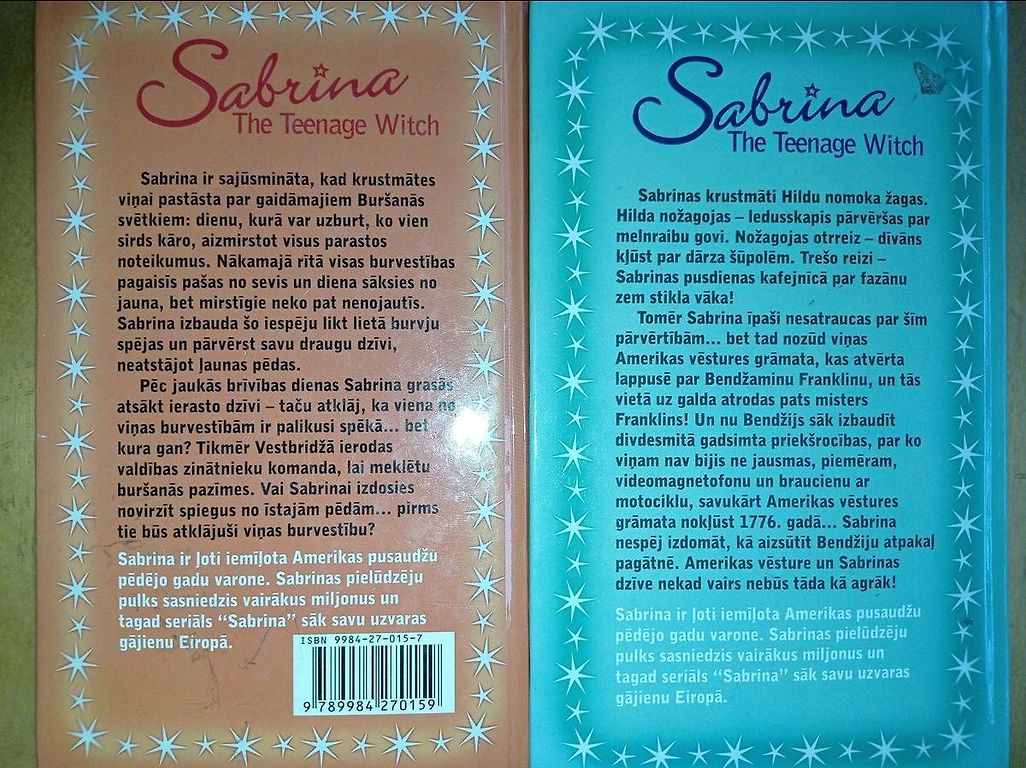 Sabrina
The Teenage Witch
Sabrina ir sajūsmināta, kad krustmātes
viņai pastāsta par gaidāmajiem Buršanās
svētkiem: dienu, kurā var uzburt, ko vien
sirds kāro, aizmirstot visus parastos
noteikumus. Nākamajā rītā visas burvestības
pagaisīs pašas no sevis un diena sāksies no
jauna, bet mirstīgie neko pat nenojautīs.
Sabrina izbauda šo iespēju likt lietā burvju
spējas un pārvērst savu draugu dzīvi,
neatstājot ļaunas pēdas.
Pēc jaukās brīvības dienas Sabrina grasās
atsākt ierasto dzīvi – taču atklāj, ka viena no
viņas burvestībām ir palikusi spēkā... bet
kura gan? Tikmēr Vestbridžā ierodas
valdības zinātnieku komanda, lai meklētu
buršanās pazīmes. Vai Sabrinai izdosies
novirzīt spiegus no īstajām pēdām... pirms
tie būs atklājuši viņas burvestību?
Sabrina ir ļoti iemīļota Amerikas pusaudžu
pēdējo gadu varone. Sabrinas pielūdzēju
pulks sasniedzis vairākus miljonus un
tagad seriāls “Sabrina” sāk savu uzvaras
gājienu Eiropā.
ISBN 9984-27-015-7
9 789984 270159
Sabrina
The Teenage Witch
Sabrinas krustmāti Hildu nomoka žagas.
Hilda nožagojas – ledusskapis pārvēršas par
melnraibu govi. Nožagojas otrreiz – dīvāns
kļūst par dārza šūpolēm. Trešo reizi –
Sabrinas pusdienas kafejnīcā par fazānu
zem stikla vāka!
Tomēr Sabrina īpaši nesatraucas par šīm
pārvērtībām... bet tad nozūd viņas
Amerikas vēstures grāmata, kas atvērta
lappusē par Bendžaminu Franklinu, un tās
vietā uz galda atrodas pats misters
Franklins! Un nu Bendžijs sāk izbaudīt
divdesmitā gadsimta priekšrocības, par ko
viņam nav bijis ne jausmas, piemēram,
videomagnetofonu un braucienu ar
motociklu, savukārt Amerikas vēstures
grāmata nokļūst 1776. gadā... Sabrina
nespēj izdomāt, kā aizsūtīt Bendžiju atpakaļ
pagātnē. Amerikas vēsture un Sabrinas
dzīve nekad vairs nebūs tāda kā agrāk!
Sabrina ir ļoti iemīļota Amerikas pusaudžu
pēdējo gadu varone. Sabrinas pielūdzēju
pulks sasniedzis vairākus miljonus un
tagad seriāls “Sabrina” sāk savu uzvaras
gājienu Eiropā.